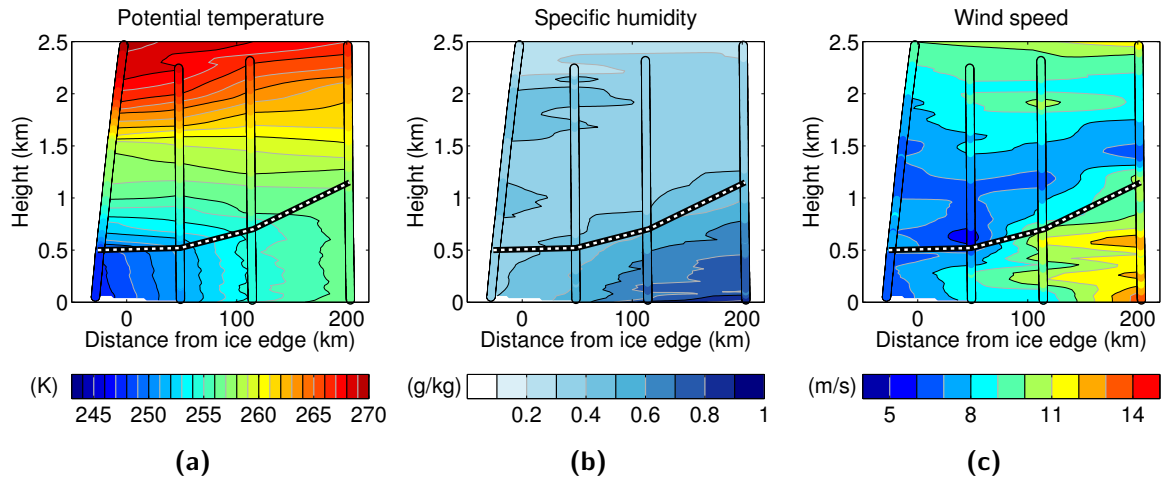 Potential temperature
2.5
2
1.5
1
0.5
0
Height (km)
0 100 200
Distance from ice edge (km)
(K)
245 250 255 260 265 270
(a)
Specific humidity
2.5
2
1.5
1
0.5
0
Height (km)
0 100 200
Distance from ice edge (km)
(g/kg)
0.2 0.4 0.6 0.8 1
(b)
Wind speed
2.5
2
1.5
1
0.5
0
Height (km)
0 100 200
Distance from ice edge (km)
(m/s)
5 8 11 14
(c)